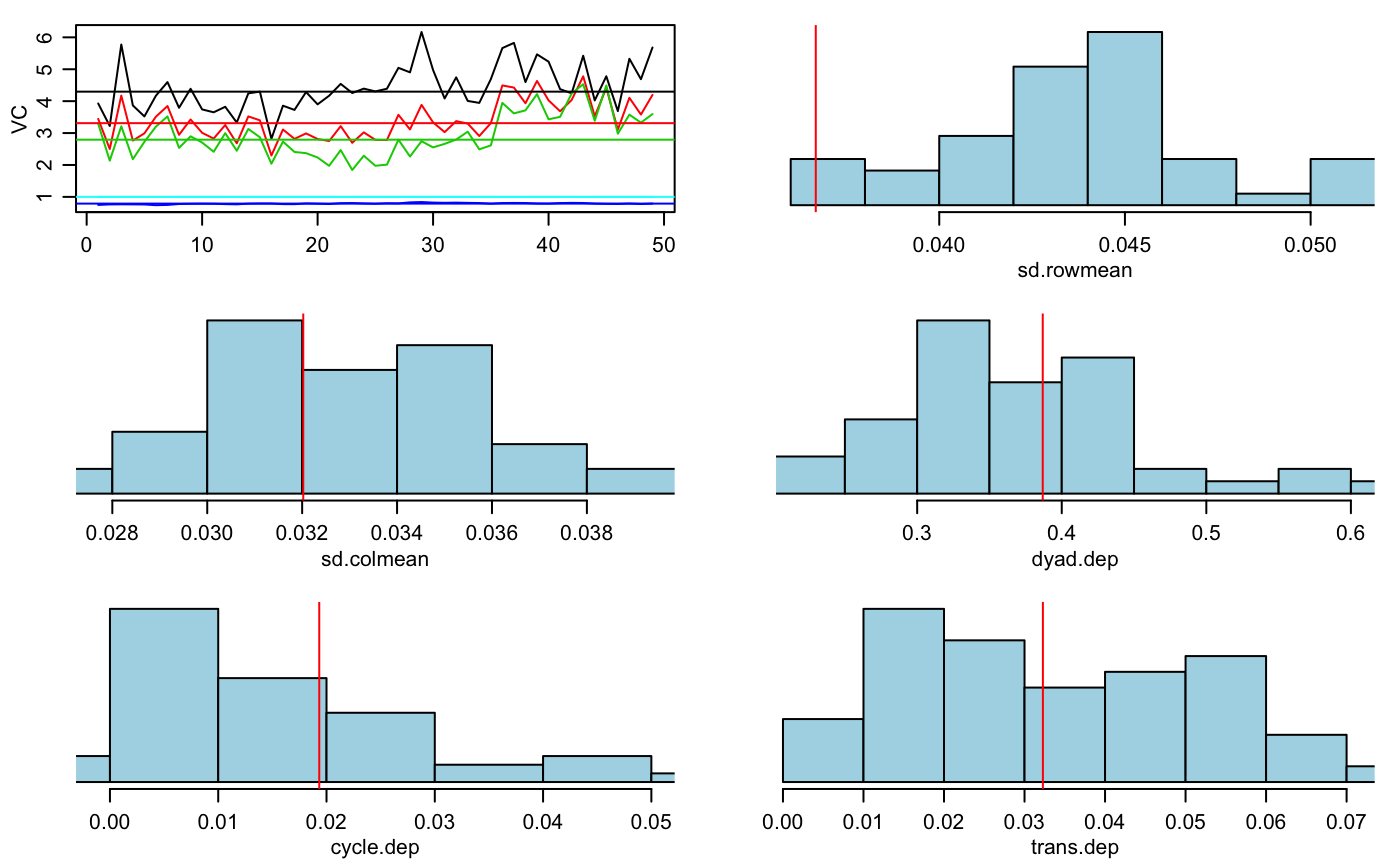 VC
6
5
4
3
2
1
0 10 20 30 40 50
0.040 0.045 0.050
sd.rowmean
0.028 0.030 0.032 0.034 0.036 0.038
sd.colmean
0.3 0.4 0.5 0.6
dyad.dep
0.00 0.01 0.02 0.03 0.04 0.05
cycle.dep
0.00 0.01 0.02 0.03 0.04 0.05 0.06 0.07
trans.dep